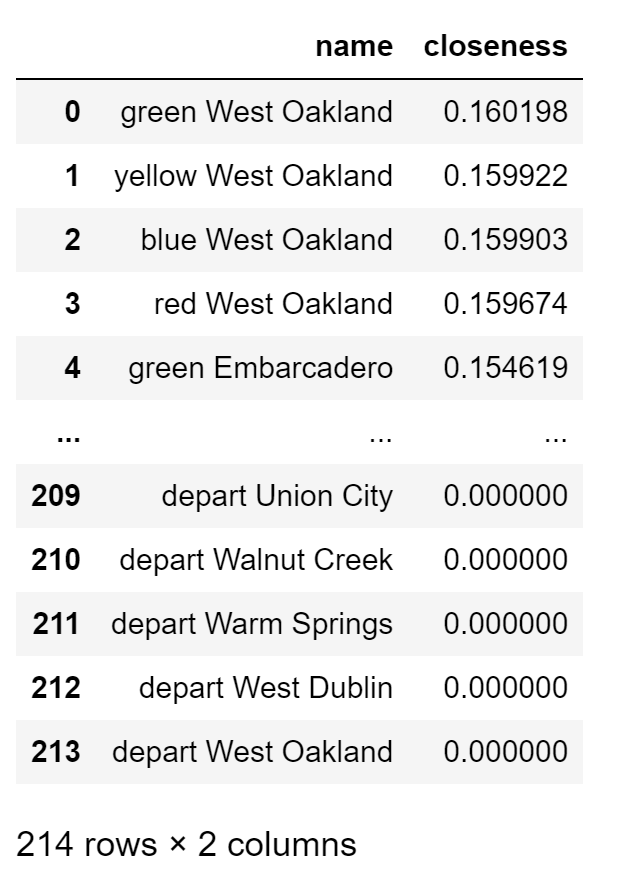 name closeness
0 green West Oakland 0.160198
1 yellow West Oakland 0.159922
2 blue West Oakland 0.159903
3 red West Oakland 0.159674
4 green Embarcadero 0.154619
... ... ...
209 depart Union City 0.000000
210 depart Walnut Creek 0.000000
211 depart Warm Springs 0.000000
212 depart West Dublin 0.000000
213 depart West Oakland 0.000000
214 rows × 2 columns